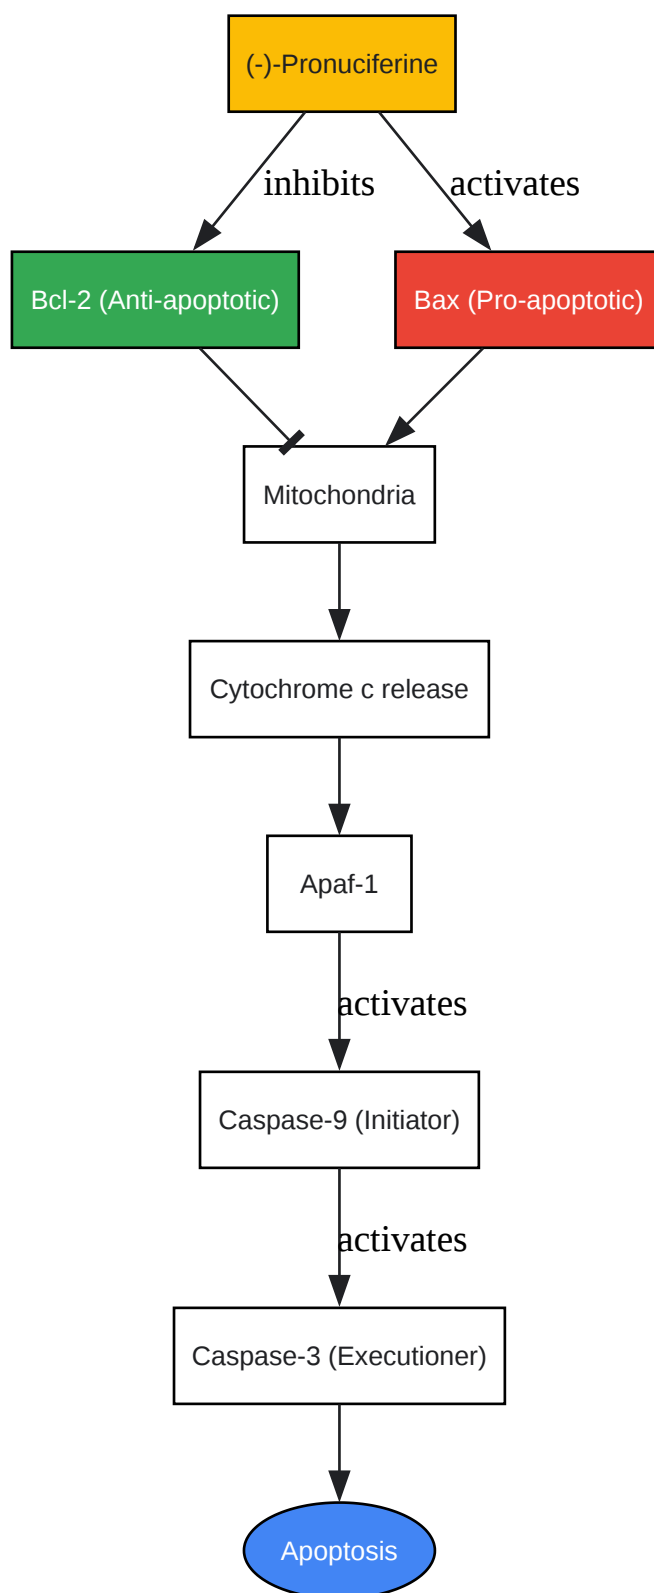 (-)-Pronuciferine
inhibits
activates
Bcl-2 (Anti-apoptotic)
Bax (Pro-apoptotic)
Mitochondria
Cytochrome c release
Apaf-1
activates
Caspase-9 (Initiator)
activates
Caspase-3 (Executioner)
Apoptosis